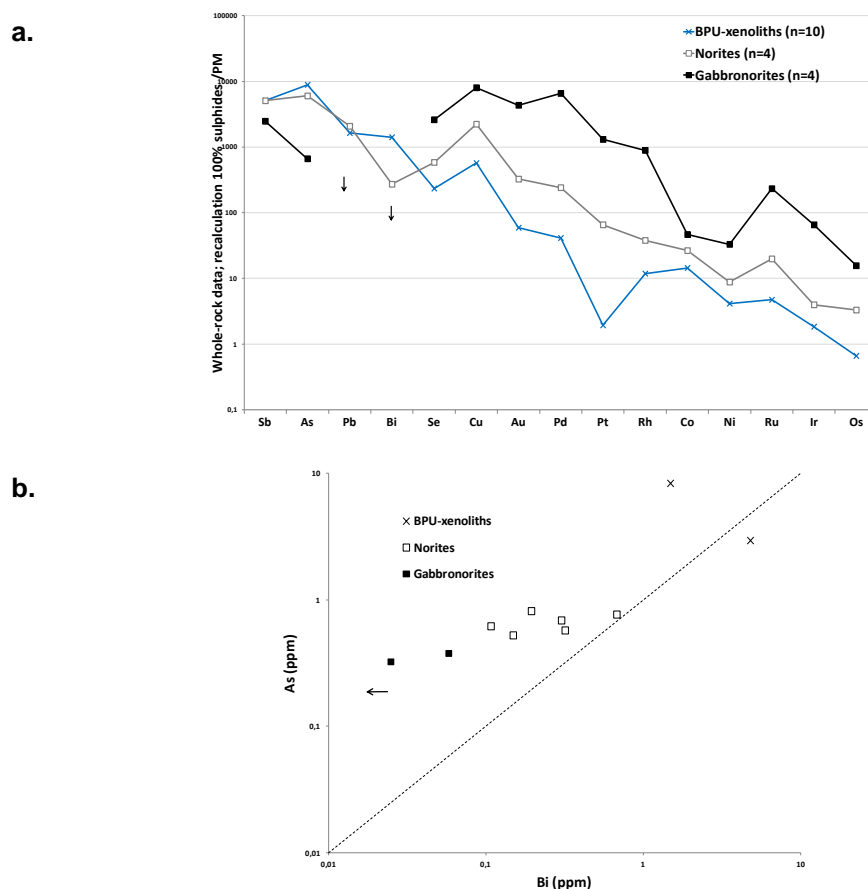 a.
Whole-rock data; recalculation 100% sulphides /PM
100000
10000
1000
100
10
1
0,1
BPU-xenoliths (n=10)
Norites (n=4)
Gabbronorites (n=4)
Sb As Pb Bi Se Cu Au Pd Pt Rh Co Ni Ru Ir Os
b.
As (ppm)
10
1
0,1
0,01
BPU-xenoliths
Norites
Gabbronorites
0,01 0,1 1 10
Bi (ppm)